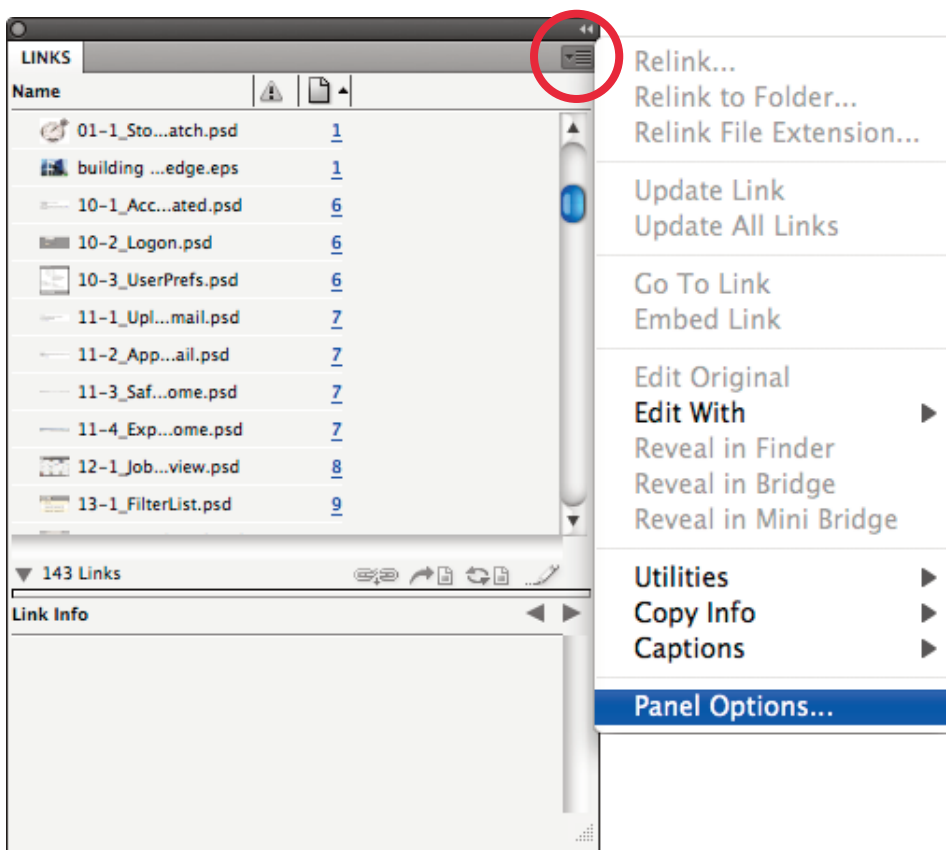 LINKS
Name
01-1_Sto...atch.psd 1
building ...edge.eps 1
10-1_Acc...ated.psd 6
10-2_Logon.psd 6
10-3_UserPrefs.psd 6
11-1_Upl...mail.psd 7
11-2_App...ail.psd 7
11-3_Saf...ome.psd 7
11-4_Exp...ome.psd 7
12-1_Job...view.psd 8
13-1_FilterList.psd 9
143 Links
Link Info
Relink...
Relink to Folder...
Relink File Extension...
Update Link
Update All Links
Go To Link
Embed Link
Edit Original
Edit With
Reveal in Finder
Reveal in Bridge
Reveal in Mini Bridge
Utilities
Copy Info
Captions
Panel Options...